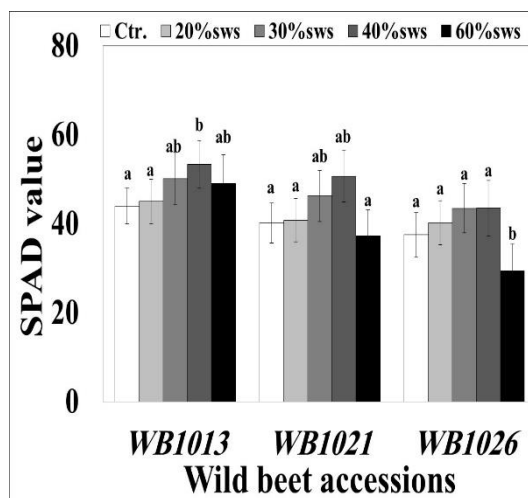 Ctr. 20%sws 30%sws 40%sws 60%sws
80
60
40
20
0
SPAD value
a a ab b ab
a a ab ab a
a a a a b
WB1013 WB1021 WB1026
Wild beet accessions